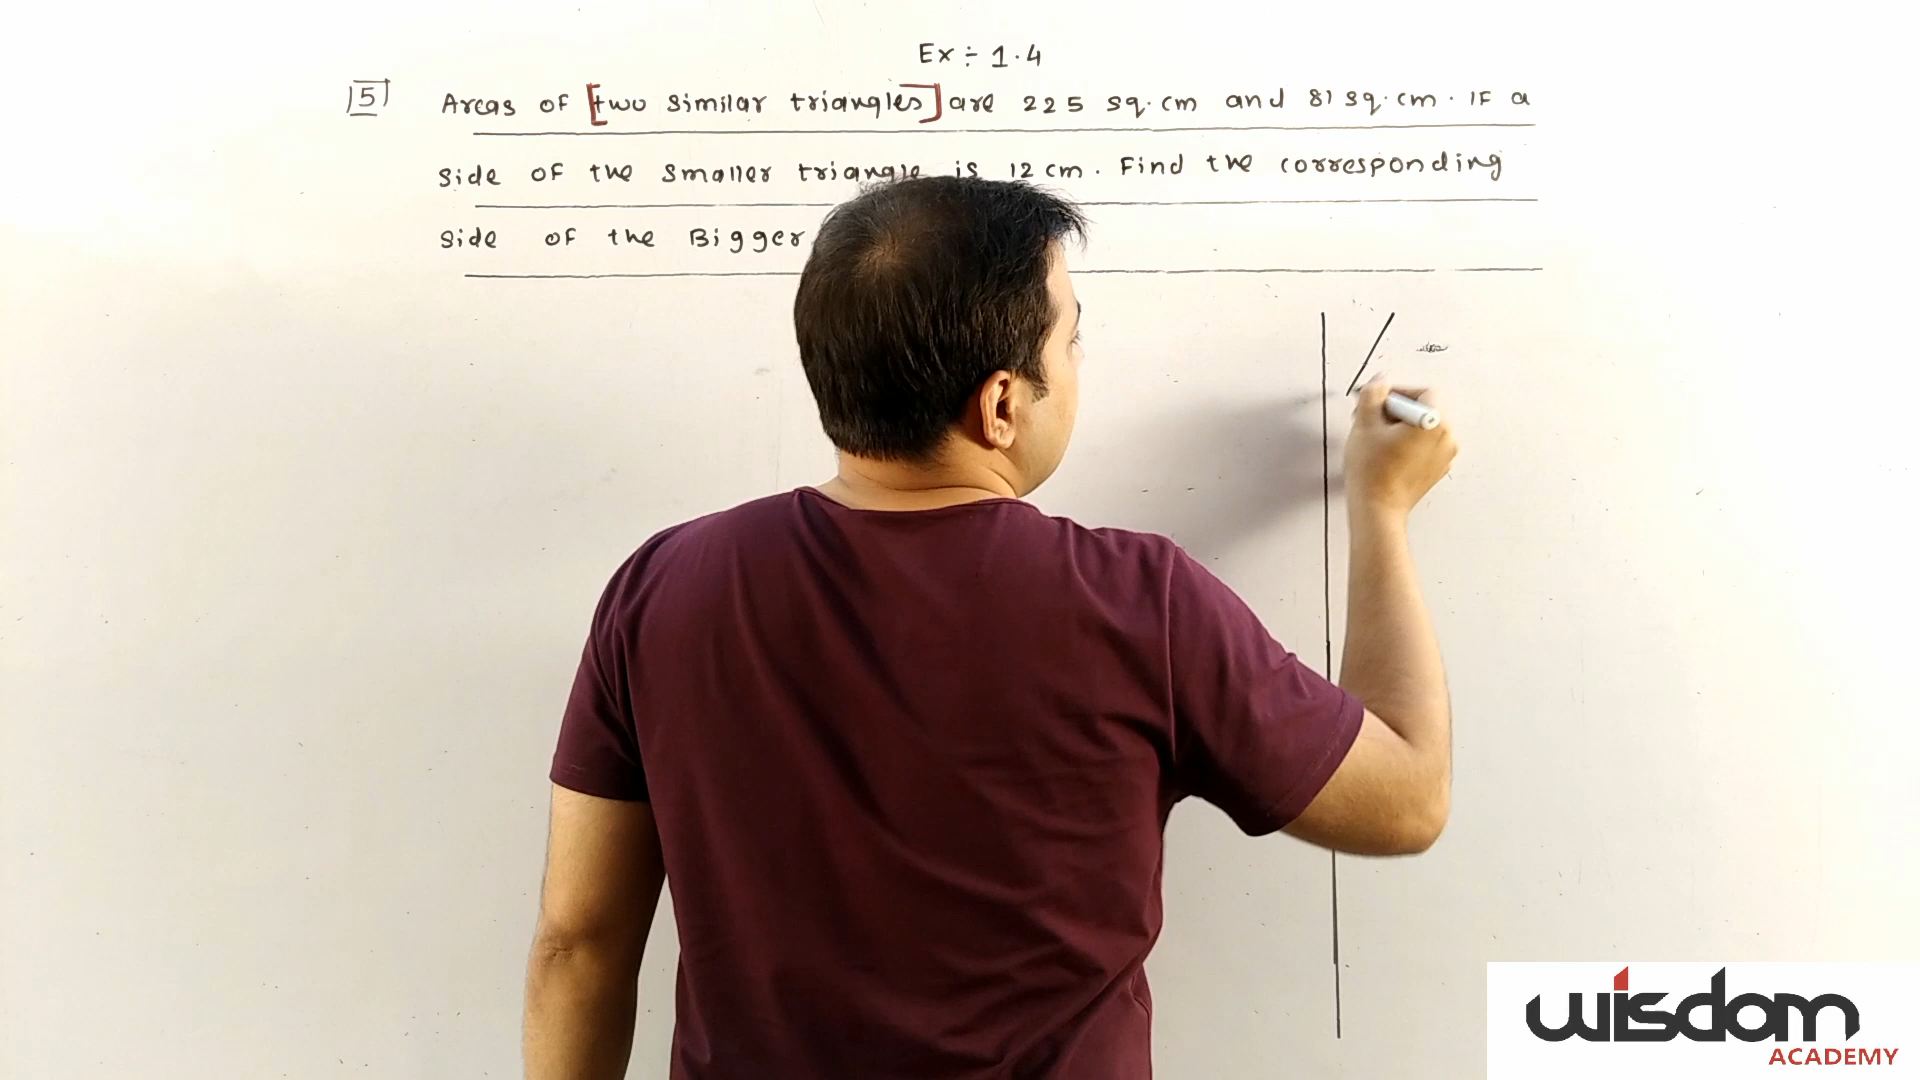 Ex ÷ 1.4
5 Areas of [two similar triangles] are 225 sq. cm and 81 sq. cm. If a
side of the smaller triangle is 12 cm. Find the corresponding
side of the Bigger
wisdom
ACADEMY